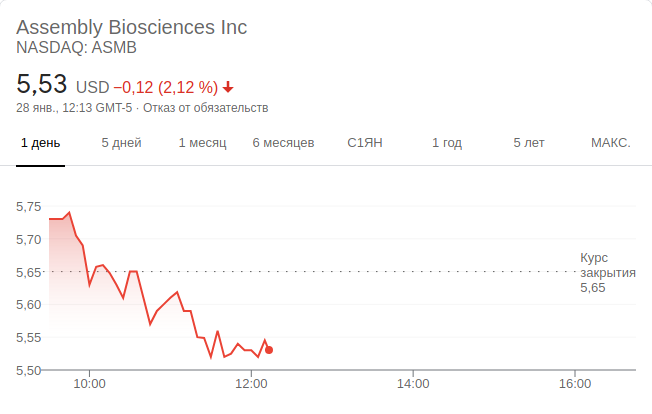 Assembly Biosciences Inc
NASDAQ: ASMB
5,53 USD −0,12 (2,12 %)
28 янв., 12:13 GMT-5 · Отказ от обязательств
1 день 5 дней 1 месяц 6 месяцев С1ЯН 1 год 5 лет МАКС.
5,75
5,70
5,65
5,60
5,55
5,50
Курс
закрытия
5,65
10:00 12:00 14:00 16:00